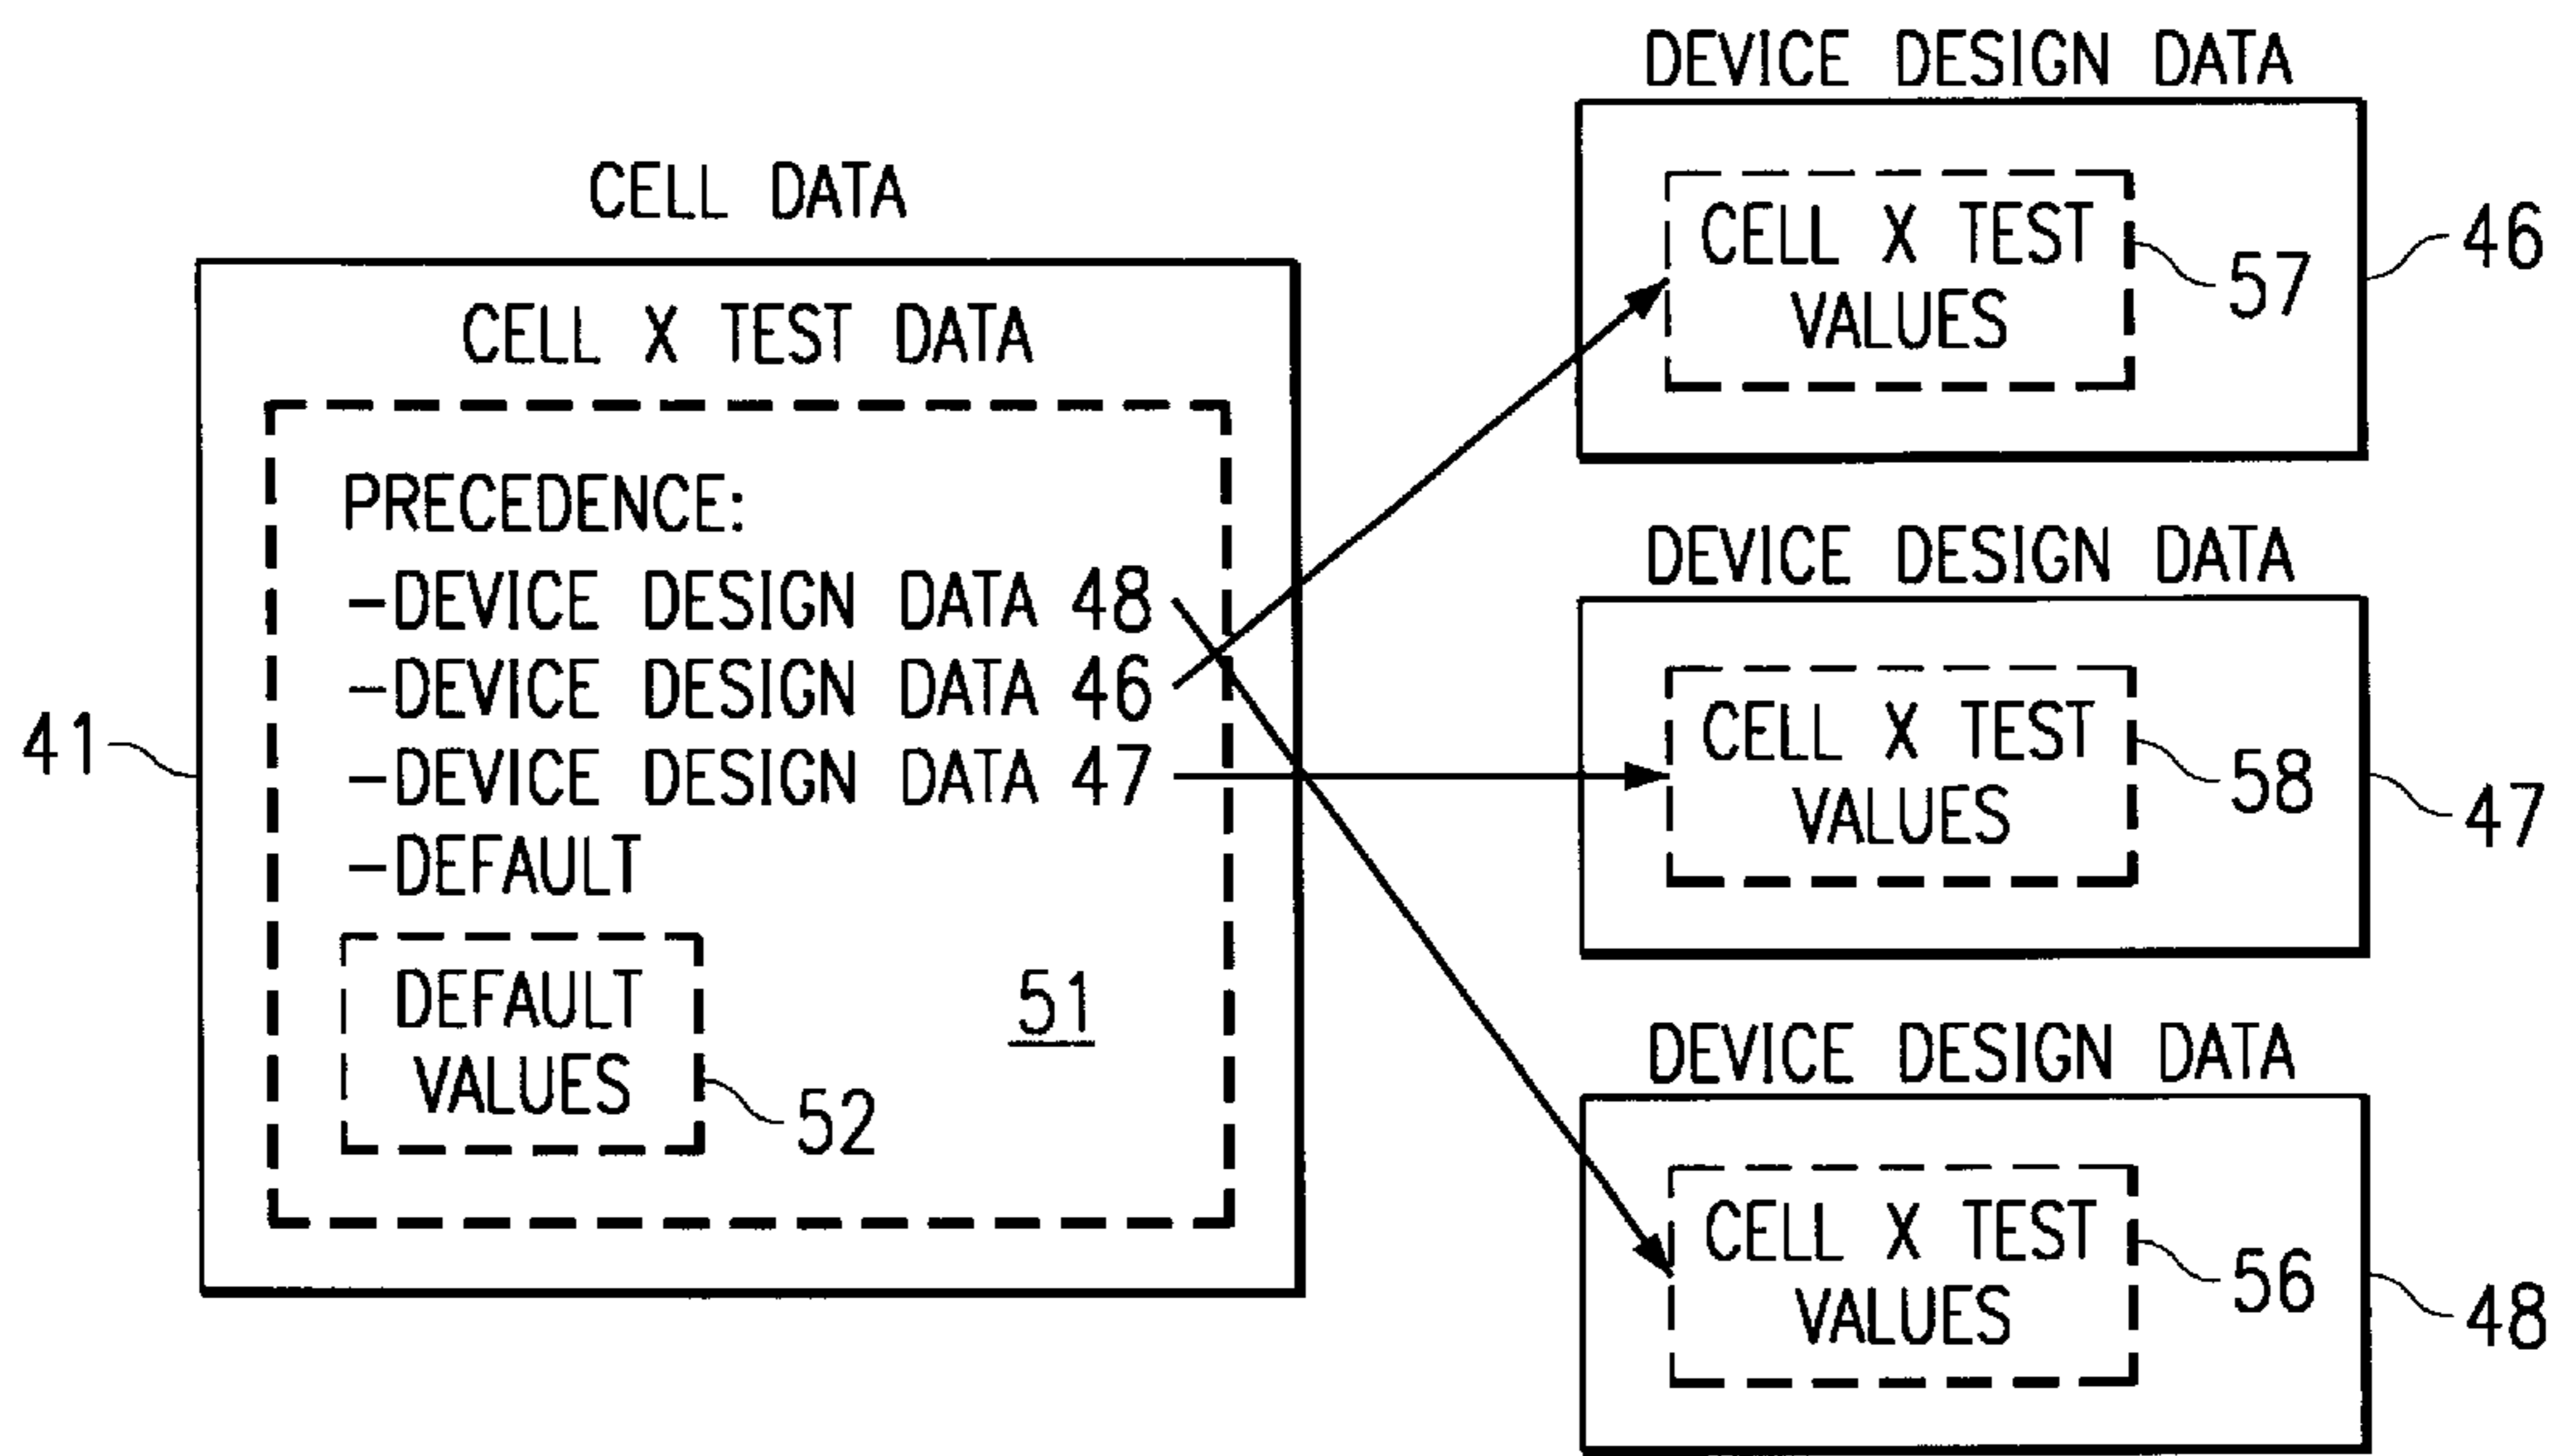 CELL DATA
41
CELL X TEST DATA
PRECEDENCE:
-DEVICE DESIGN DATA 48
-DEVICE DESIGN DATA 46
-DEVICE DESIGN DATA 47
-DEFAULT
DEFAULT
VALUES
52
51
DEVICE DESIGN DATA
CELL X TEST
VALUES
57
46
DEVICE DESIGN DATA
CELL X TEST
VALUES
58
47
DEVICE DESIGN DATA
CELL X TEST
VALUES
56
48